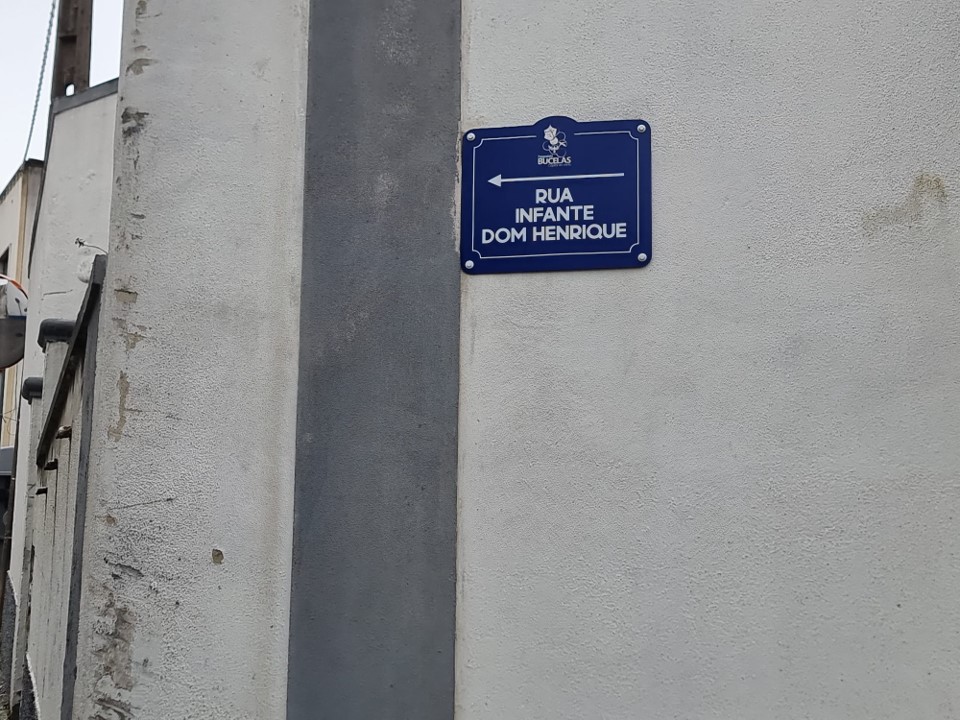 BUCELAS
RUA
INFANTE
DOM HENRIQUE